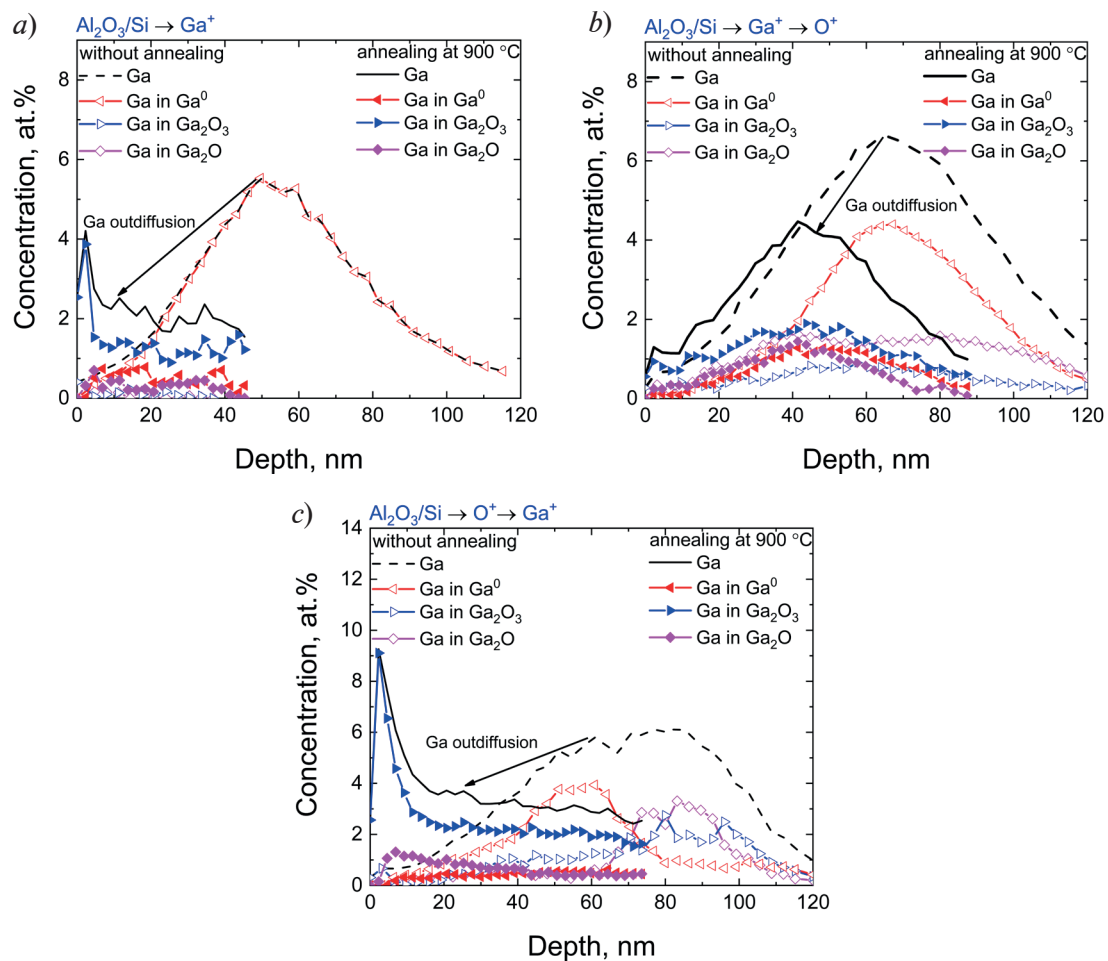 a)
Al₂O₃/Si → Ga⁺
without annealing
annealing at 900 °C
Ga
Ga
Ga in Ga⁰
Ga in Ga⁰
Ga in Ga₂O₃
Ga in Ga₂O₃
Ga in Ga₂O
Ga in Ga₂O
Ga outdiffusion
Concentration, at.%
8
6
4
2
0
0 20 40 60 80 100 120
Depth, nm
b)
Al₂O₃/Si → Ga⁺ → O⁺
without annealing
annealing at 900 °C
Ga
Ga
Ga in Ga⁰
Ga in Ga⁰
Ga in Ga₂O₃
Ga in Ga₂O₃
Ga in Ga₂O
Ga in Ga₂O
Ga outdiffusion
Concentration, at.%
8
6
4
2
0
0 20 40 60 80 100 120
Depth, nm
c)
Al₂O₃/Si → O⁺ → Ga⁺
without annealing
annealing at 900 °C
Ga
Ga
Ga in Ga⁰
Ga in Ga⁰
Ga in Ga₂O₃
Ga in Ga₂O₃
Ga in Ga₂O
Ga in Ga₂O
Ga outdiffusion
Concentration, at.%
14
12
10
8
6
4
2
0
0 20 40 60 80 100 120
Depth, nm